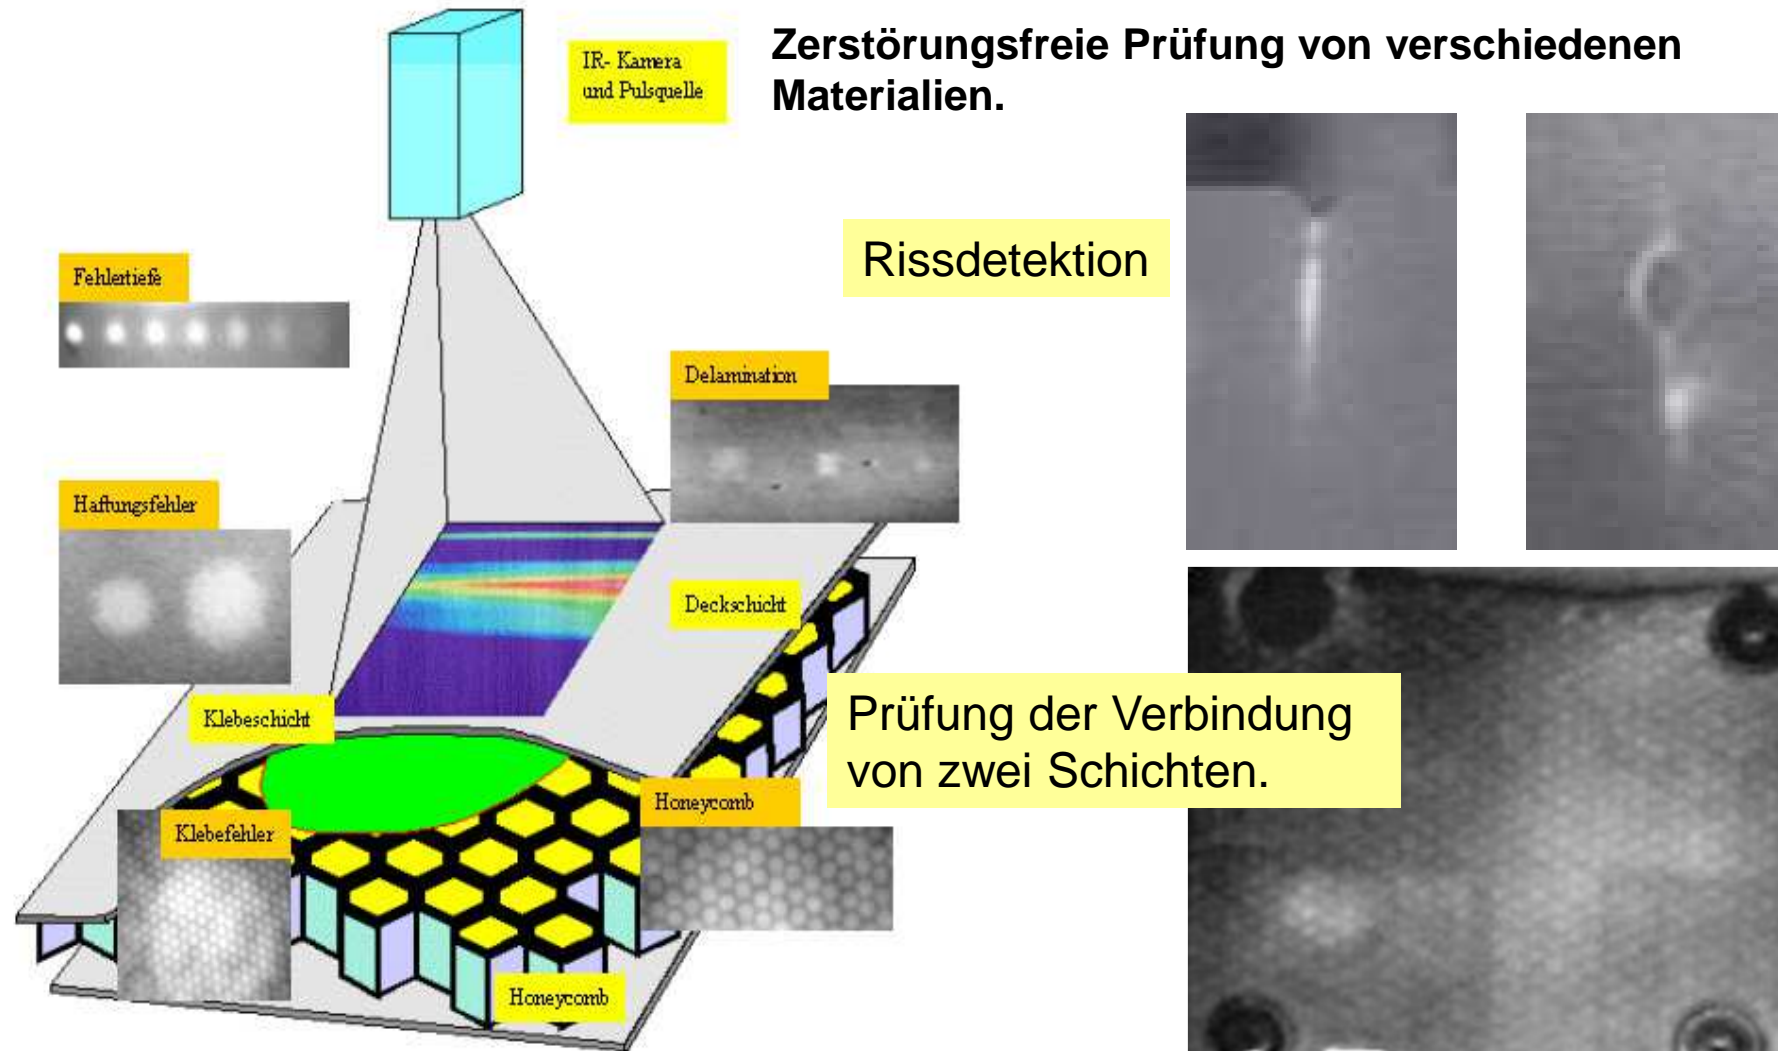 Zerstörungsfreie Prüfung von verschiedenen
Materialien.
IR- Kamera
und Pulsquelle
Rissdetektion
Fehlertiefe
Delamination
Haftungsfehler
Deckschicht
Klebeschicht
Prüfung der Verbindung
von zwei Schichten.
Honeycomb
Klebefehler
Honeycomb